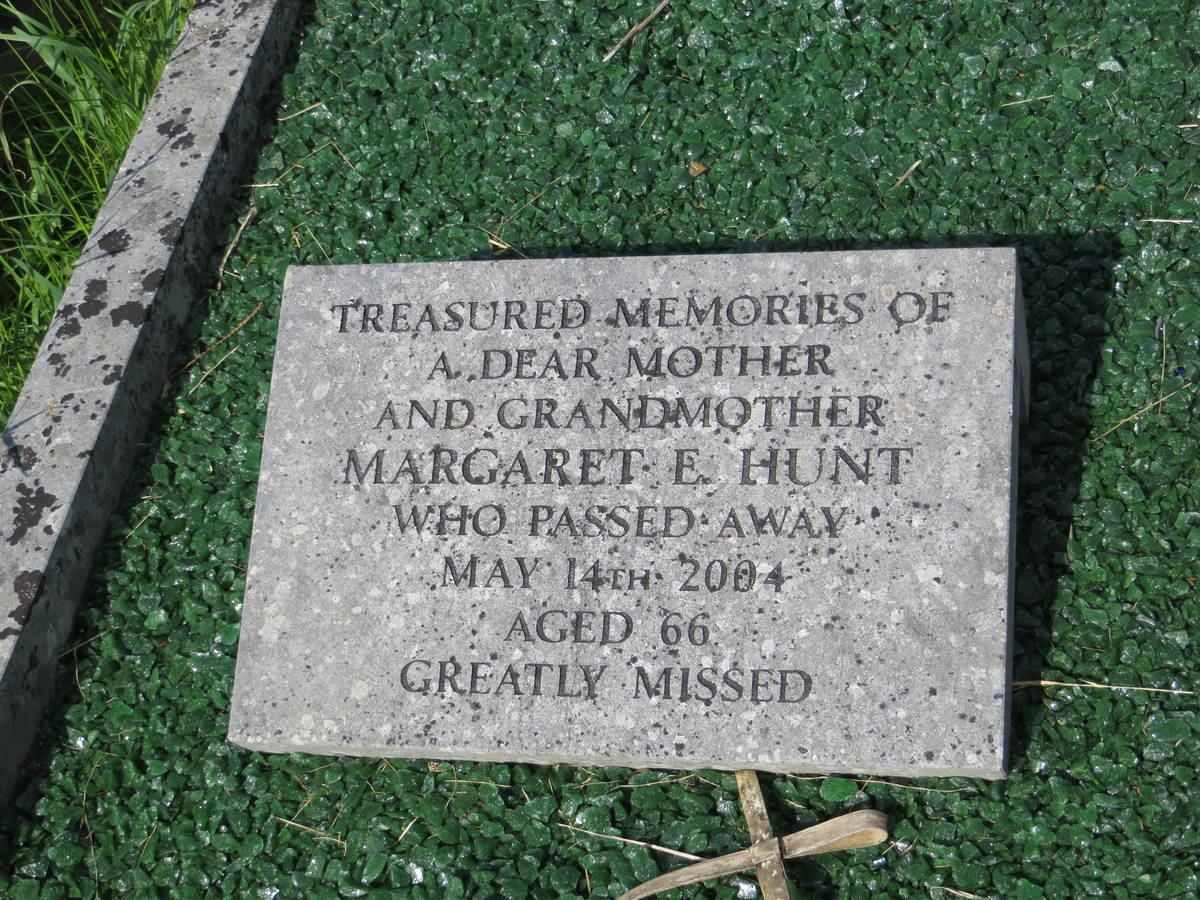 TREASURED MEMORIES OF
A DEAR MOTHER
AND GRANDMOTHER
MARGARET E. HUNT
WHO PASSED AWAY
MAY 14TH 2004
AGED 66
GREATLY MISSED